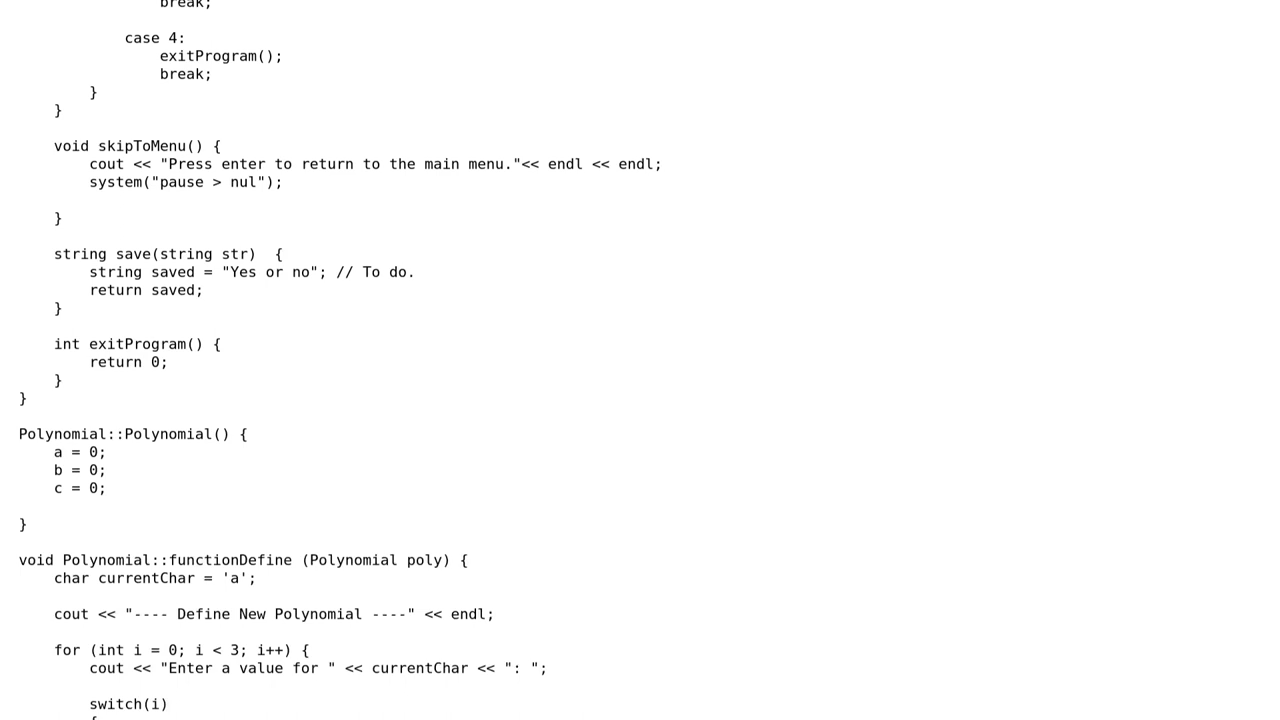 break;
case 4:
exitProgram();
break;
}
}
void skipToMenu() {
cout << "Press enter to return to the main menu."<< endl << endl;
system("pause > nul");
}
string save(string str)  {
string saved = "Yes or no"; // To do.
return saved;
}
int exitProgram() {
return 0;
}
}
Polynomial::Polynomial() {
a = 0;
b = 0;
c = 0;
}
void Polynomial::functionDefine (Polynomial poly) {
char currentChar = 'a';
cout << "---- Define New Polynomial ----" << endl;
for (int i = 0; i < 3; i++) {
cout << "Enter a value for " << currentChar << ": ";
switch(i)
{